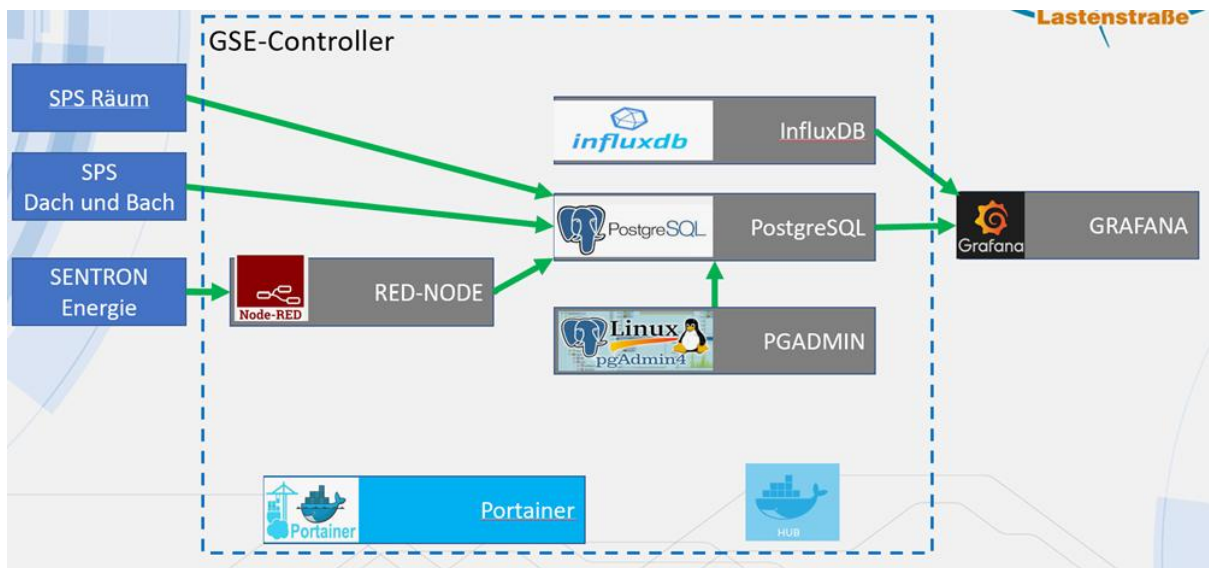 Lastenstraße
GSE-Controller
SPS Räum
influxdb
InfluxDB
SPS
Dach und Bach
PostgreSQL
PostgreSQL
Grafana
GRAFANA
SENTRON
Energie
Node-RED
RED-NODE
Linux
pgAdmin4
PGADMIN
Portainer
Portainer
HUB